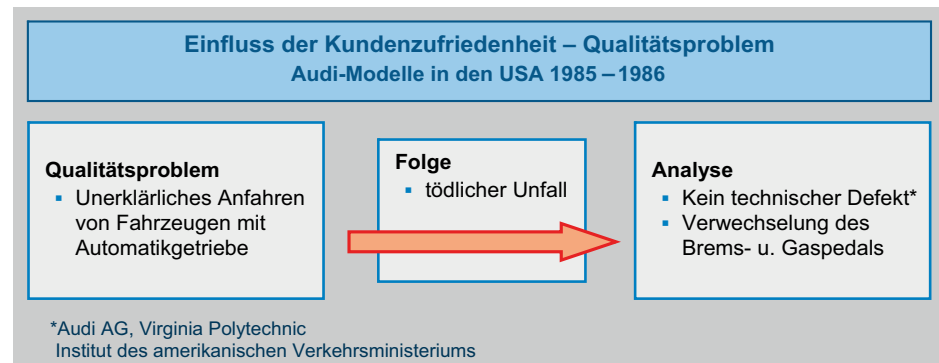 Einfluss der Kundenzufriedenheit – Qualitätsproblem
Audi-Modelle in den USA 1985 – 1986
Qualitätsproblem
▪ Unerklärliches Anfahren
von Fahrzeugen mit
Automatikgetriebe
Folge
▪ tödlicher Unfall
Analyse
▪ Kein technischer Defekt*
▪ Verwechselung des
Brems- u. Gaspedals
*Audi AG, Virginia Polytechnic
Institut des amerikanischen Verkehrsministeriums